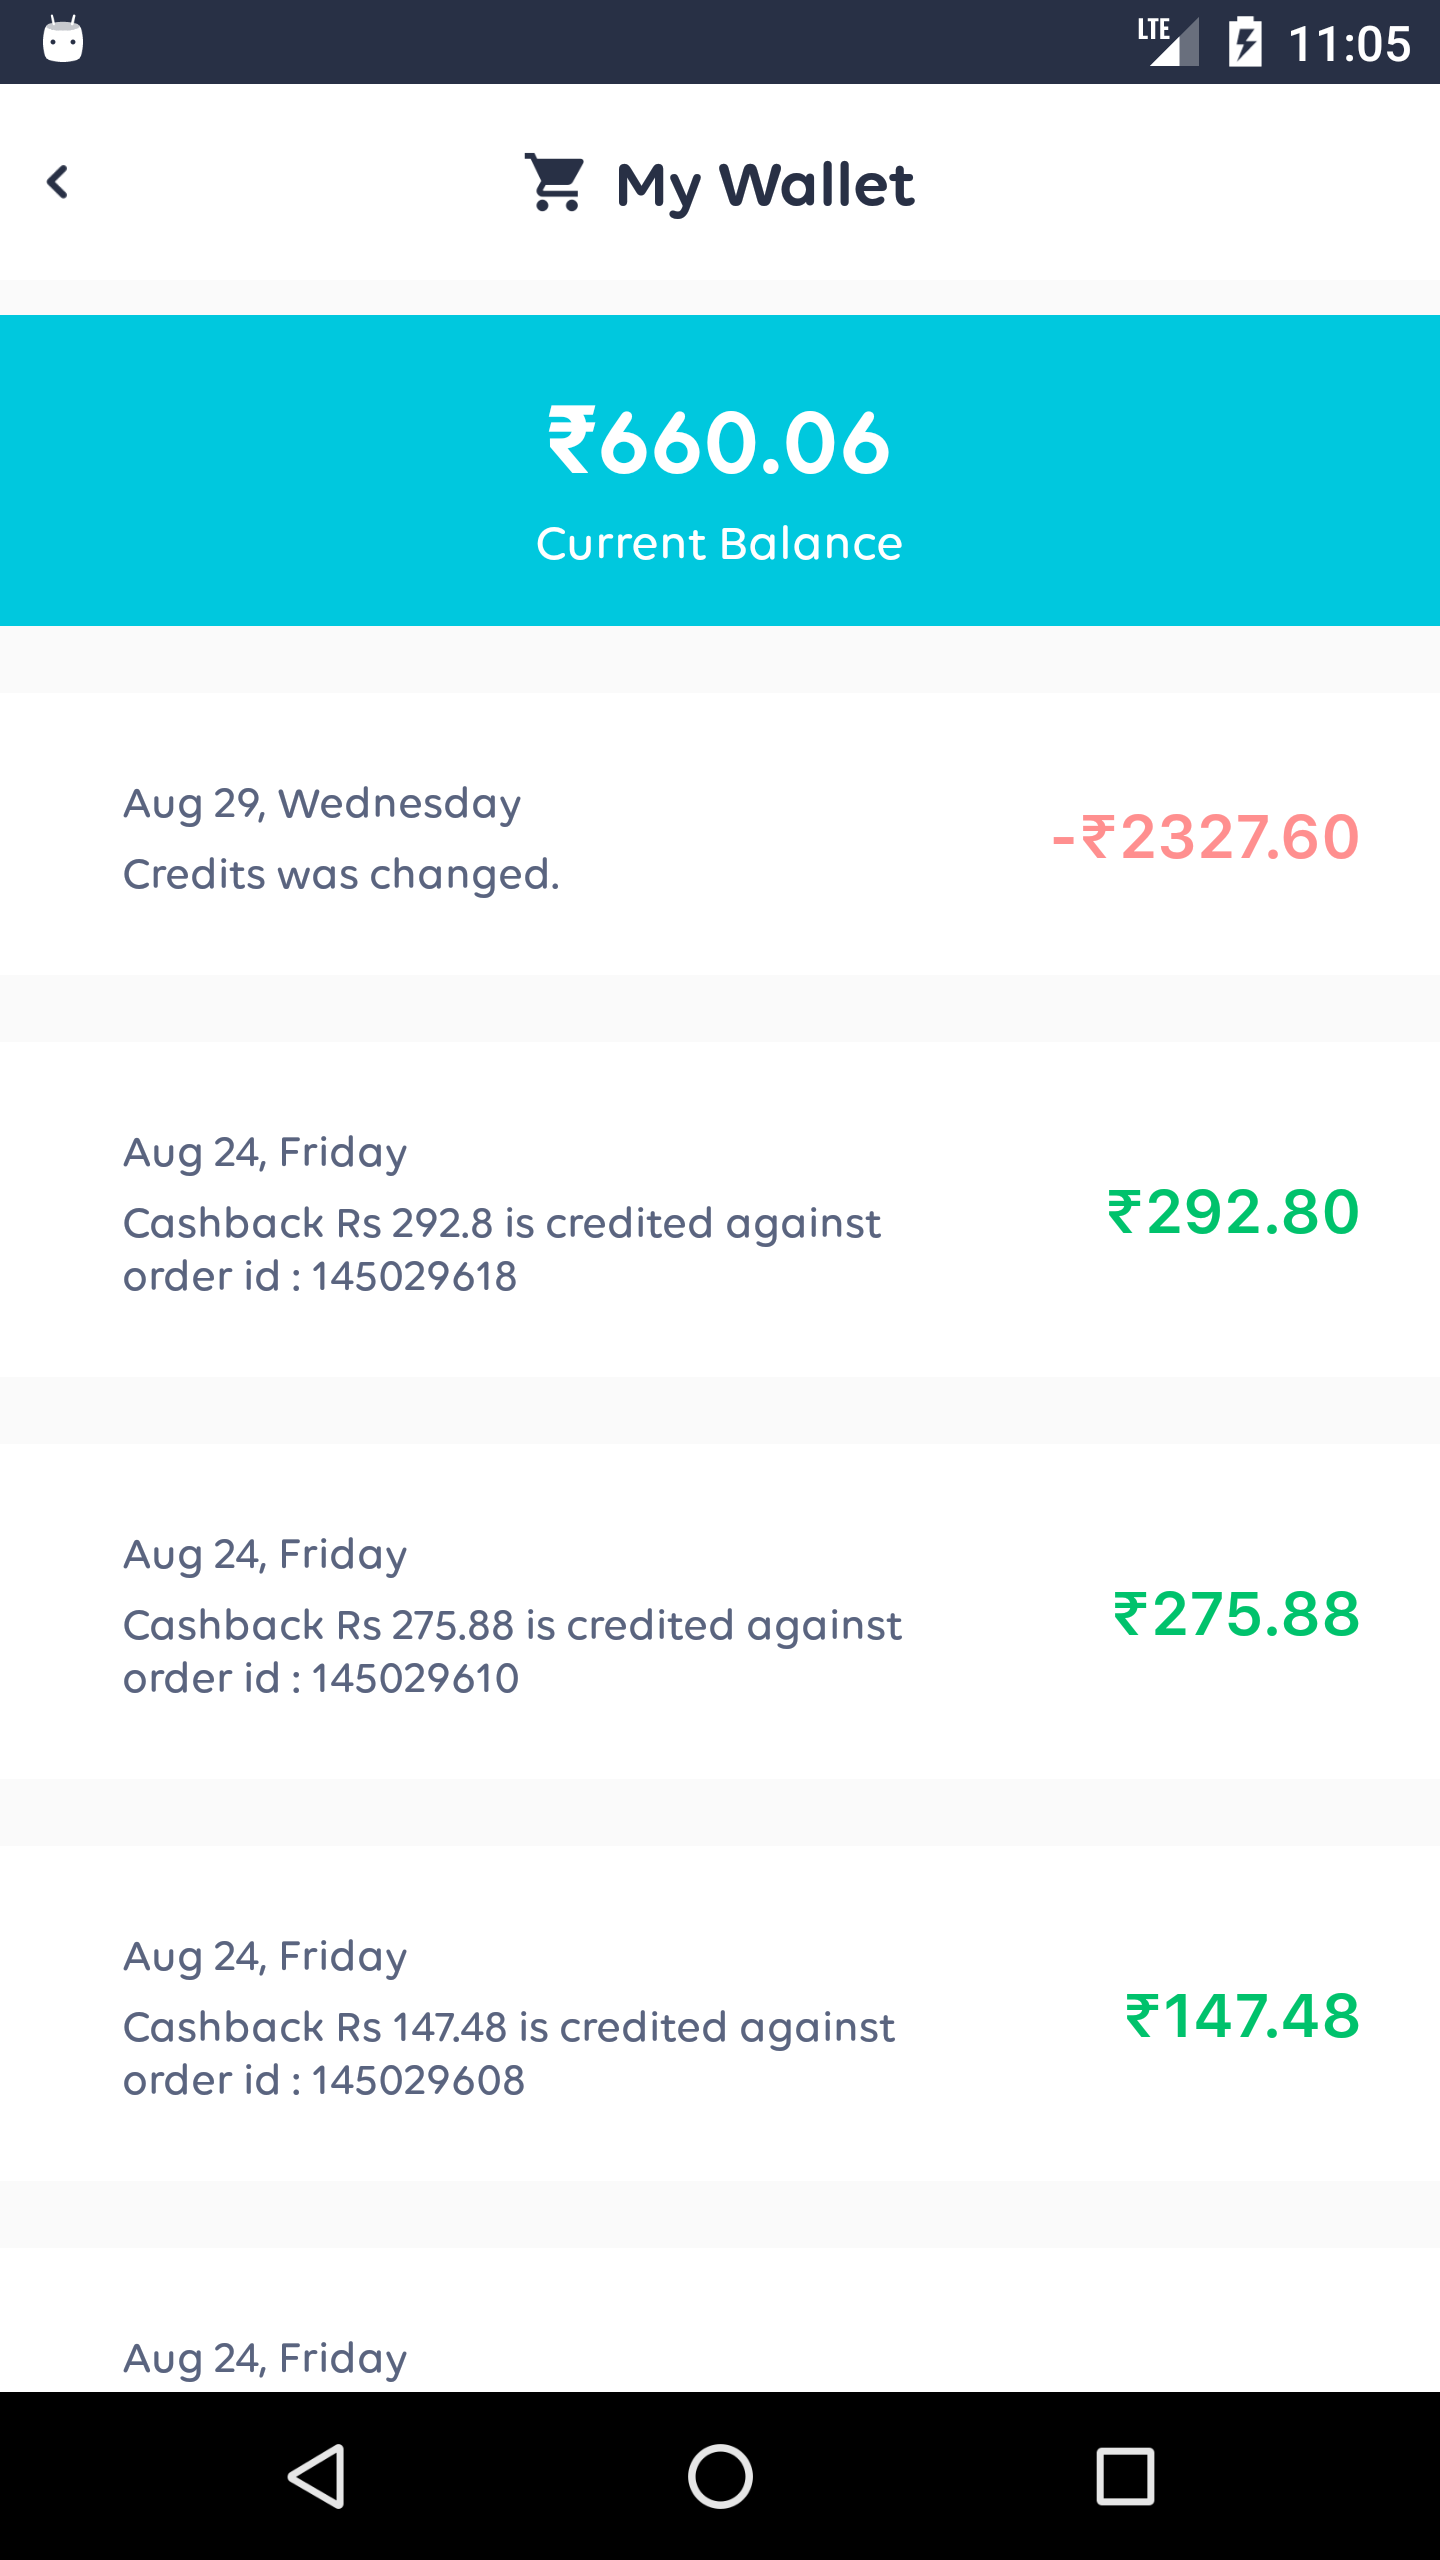 LTE 11:05
My Wallet
₹660.06
Current Balance
Aug 29, Wednesday
Credits was changed.
-₹2327.60
Aug 24, Friday
Cashback Rs 292.8 is credited against
order id : 145029618
₹292.80
Aug 24, Friday
Cashback Rs 275.88 is credited against
order id : 145029610
₹275.88
Aug 24, Friday
Cashback Rs 147.48 is credited against
order id : 145029608
₹147.48
Aug 24, Friday